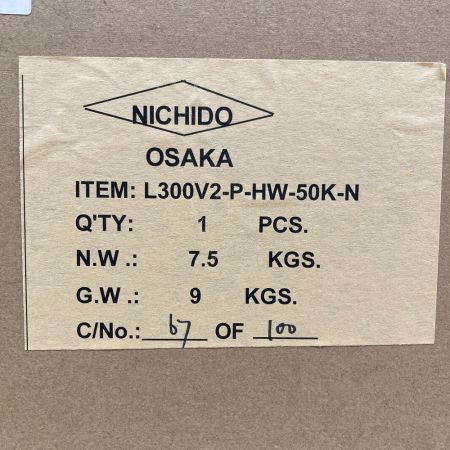 NICHIDO
OSAKA
ITEM: L300V2-P-HW-50K-N
Q'TY: 1 PCS.
N.W .: 7.5 KGS.
G.W .: 9 KGS.
C/No.: 67 OF 100